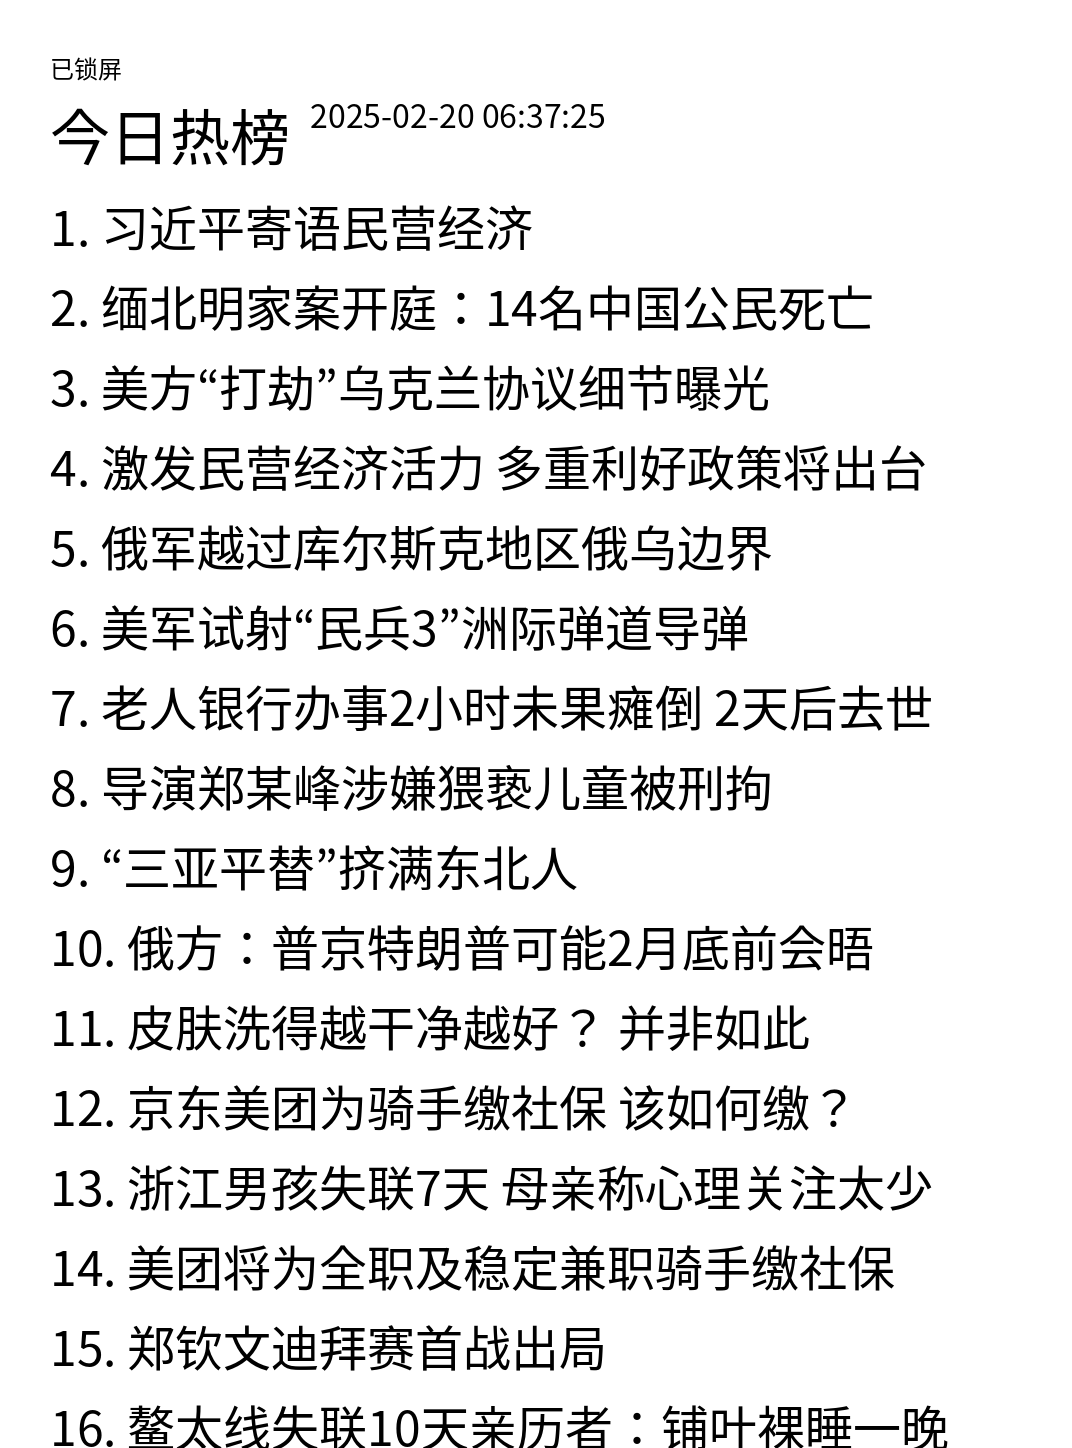 已锁屏
今日热榜 2025-02-20 06:37:25
1. 习近平寄语民营经济
2. 缅北明家案开庭：14名中国公民死亡
3. 美方“打劫”乌克兰协议细节曝光
4. 激发民营经济活力 多重利好政策将出台
5. 俄军越过库尔斯克地区俄乌边界
6. 美军试射“民兵3”洲际弹道导弹
7. 老人银行办事2小时未果瘫倒 2天后去世
8. 导演郑某峰涉嫌猥亵儿童被刑拘
9. “三亚平替”挤满东北人
10. 俄方：普京特朗普可能2月底前会晤
11. 皮肤洗得越干净越好？ 并非如此
12. 京东美团为骑手缴社保 该如何缴？
13. 浙江男孩失联7天 母亲称心理关注太少
14. 美团将为全职及稳定兼职骑手缴社保
15. 郑钦文迪拜赛首战出局
16. 鳌太线失联10天亲历者：铺叶裸睡一晚